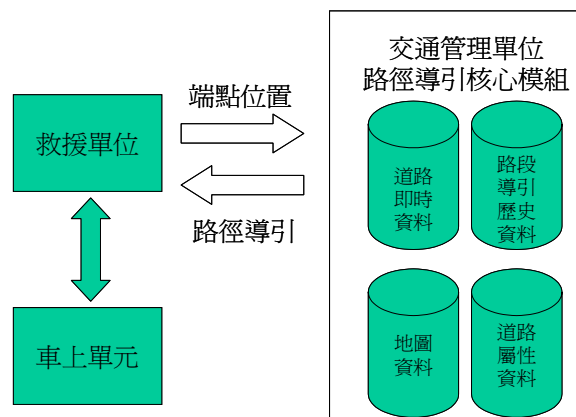 交通管理單位
路徑導引核心模組
端點位置
救援單位
路徑導引
車上單元
道路
即時
資料
路段
導引
歷史
資料
地圖
資料
道路
屬性
資料